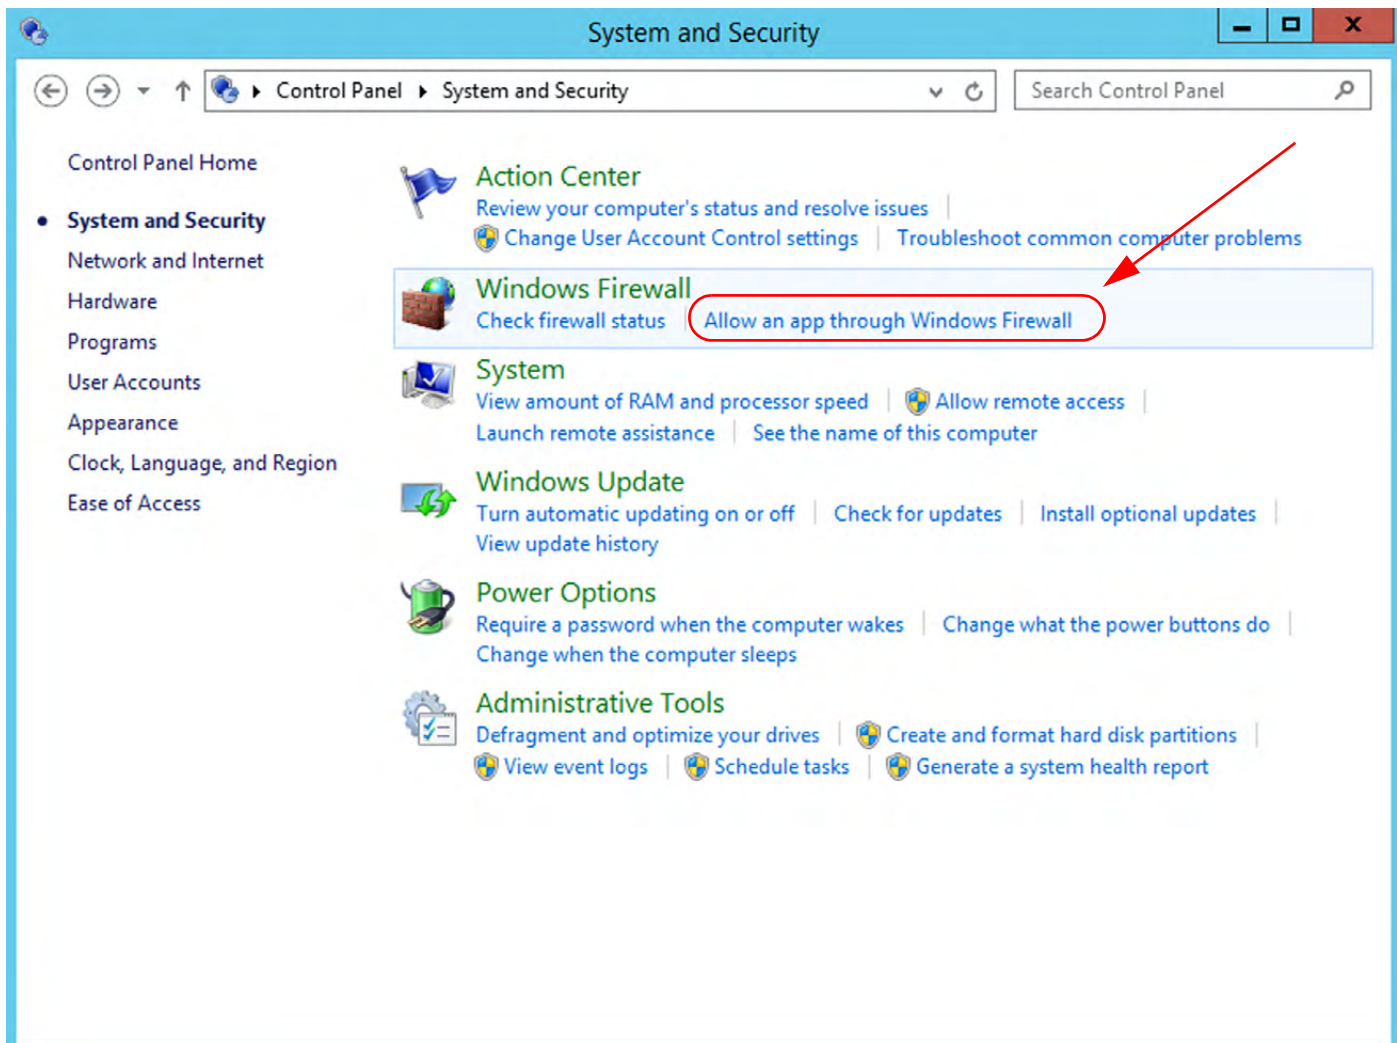 System and Security
Control Panel System and Security
Search Control Panel
Control Panel Home
System and Security
Network and Internet
Hardware
Programs
User Accounts
Appearance
Clock, Language, and Region
Ease of Access
Action Center
Review your computer's status and resolve issues
Change User Account Control settings Troubleshoot common computer problems
Windows Firewall
Check firewall status Allow an app through Windows Firewall
System
View amount of RAM and processor speed Allow remote access
Launch remote assistance See the name of this computer
Windows Update
Turn automatic updating on or off Check for updates Install optional updates
View update history
Power Options
Require a password when the computer wakes Change what the power buttons do
Change when the computer sleeps
Administrative Tools
Defragment and optimize your drives Create and format hard disk partitions
View event logs Schedule tasks Generate a system health report